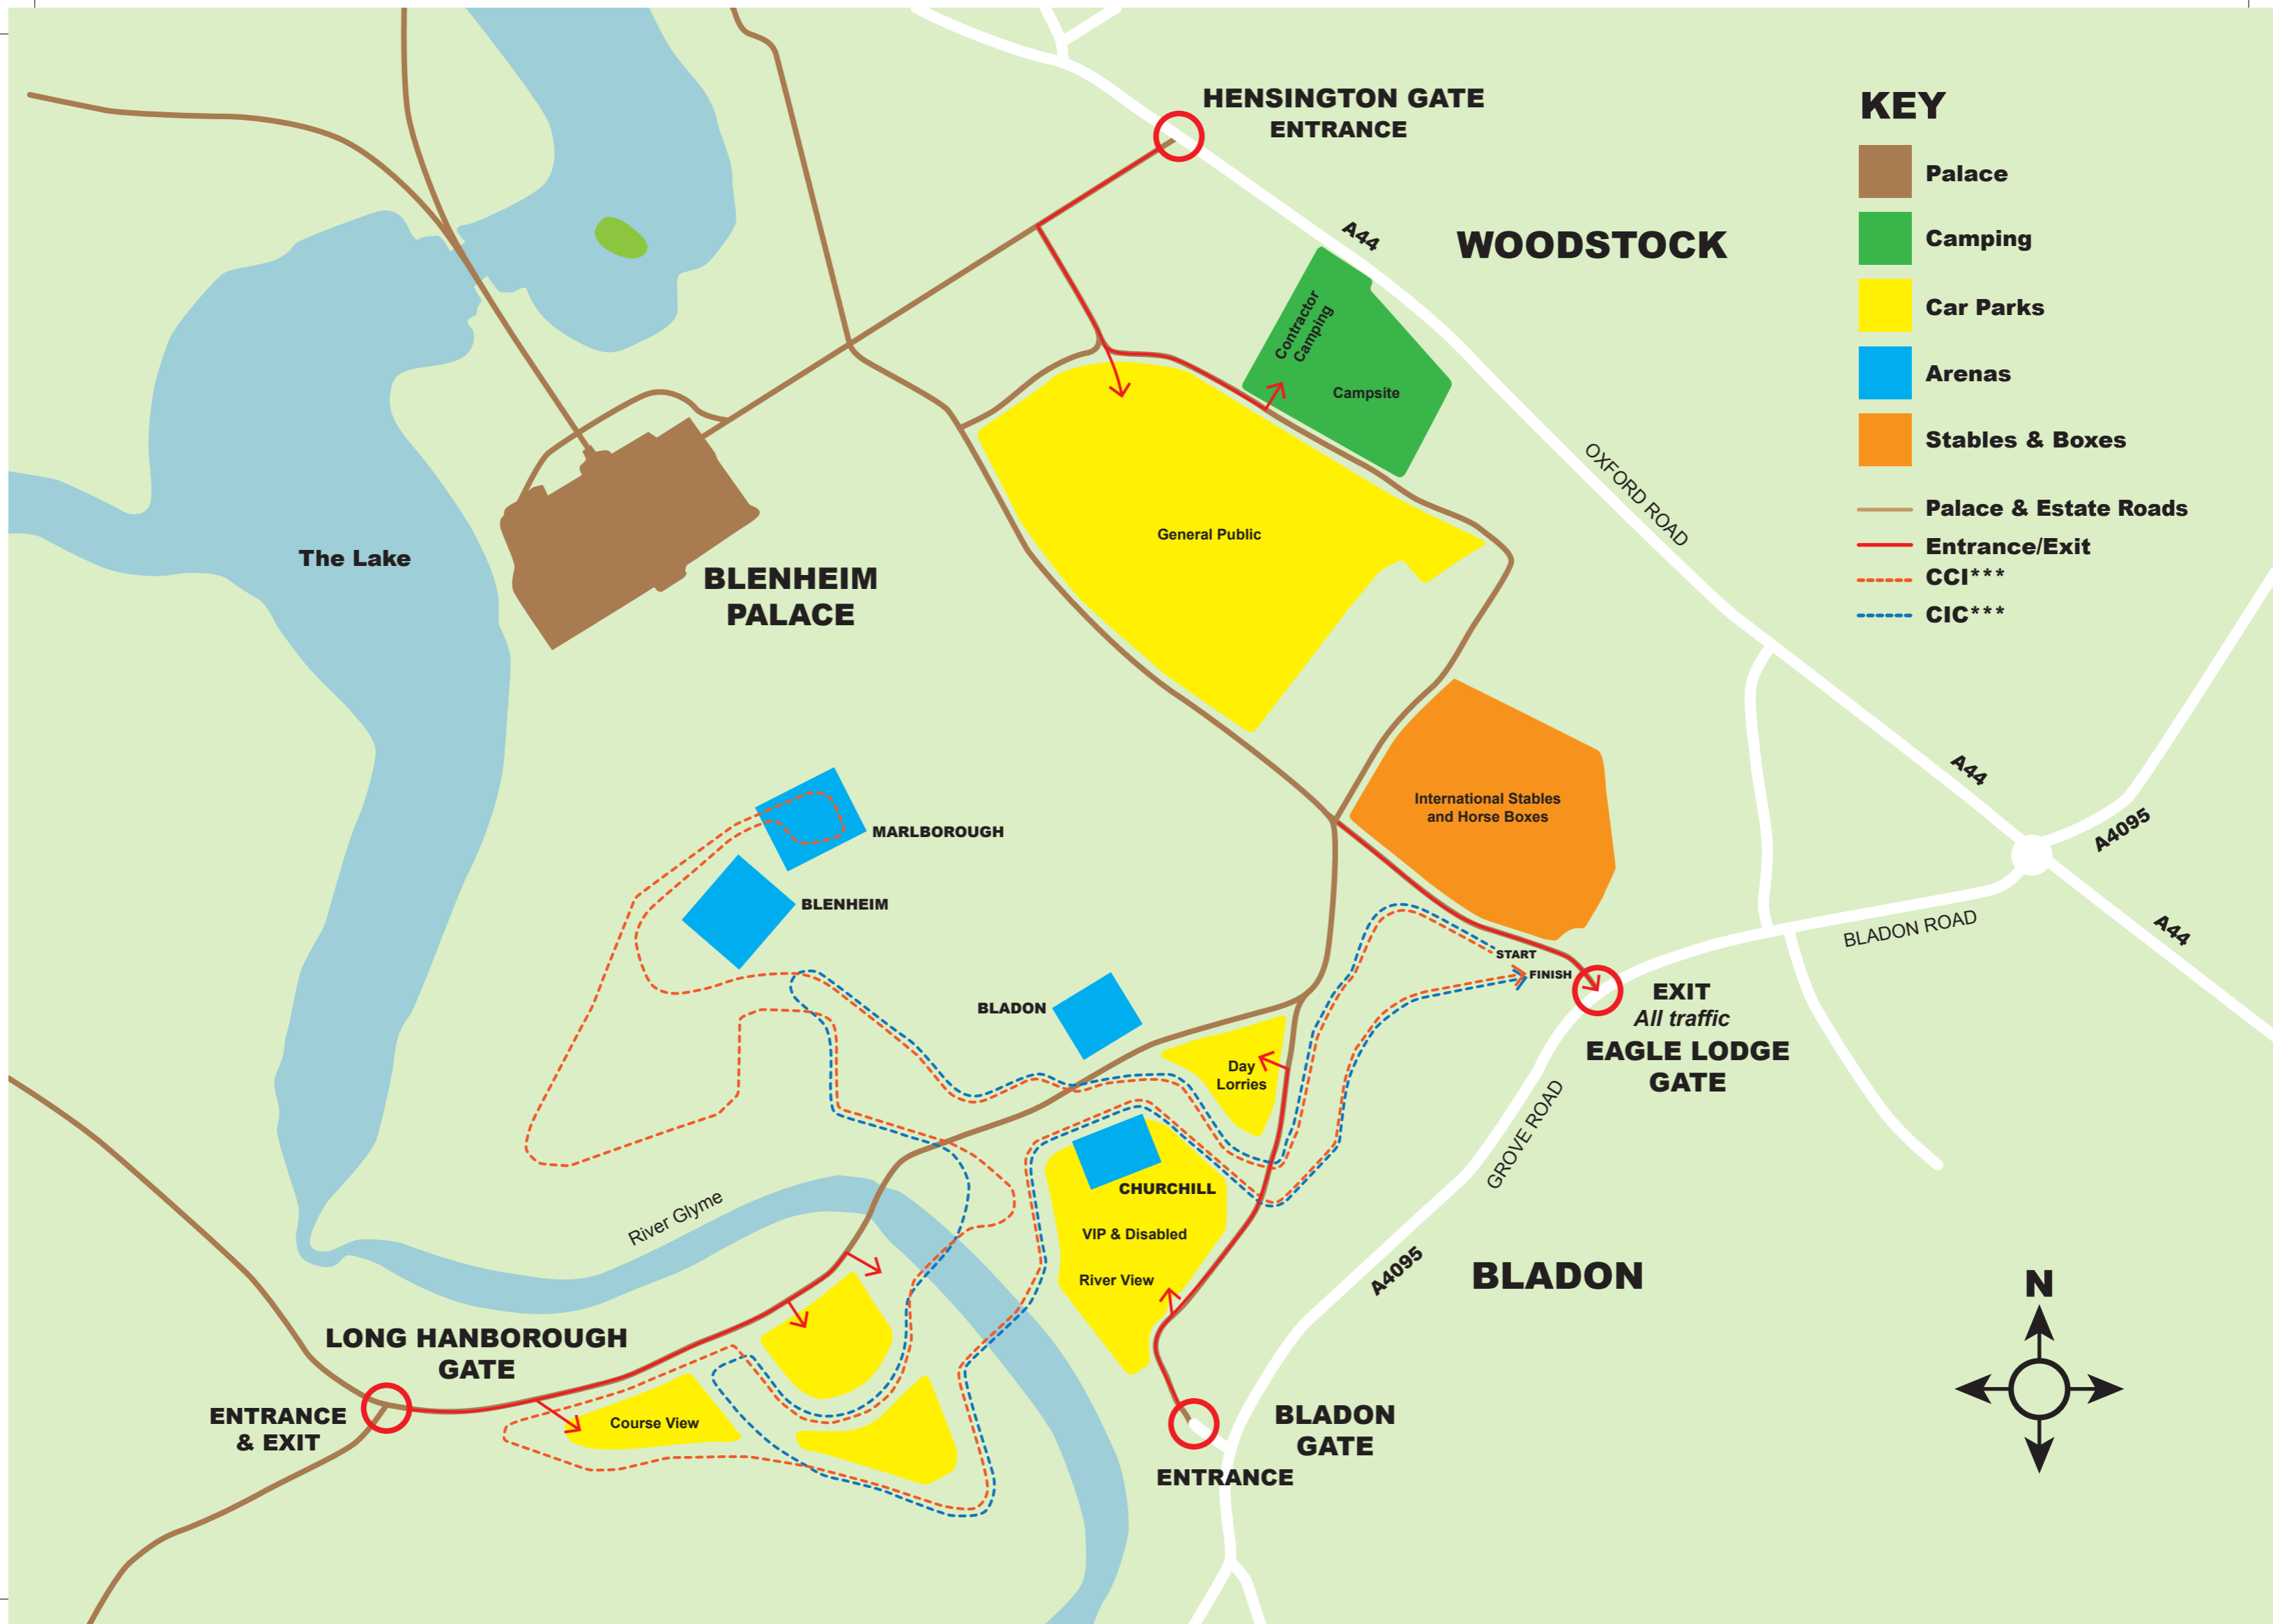 HENSINGTON GATE
ENTRANCE
KEY
Palace
Camping
Car Parks
Arenas
Stables & Boxes
Palace & Estate Roads
Entrance/Exit
CCI***
CIC***
A44
WOODSTOCK
Contractor
Camping
Campsite
OXFORD ROAD
General Public
The Lake
BLENHEIM
PALACE
A44
International Stables
and Horse Boxes
A4095
MARLBOROUGH
BLENHEIM
BLADON ROAD
A44
START
FINISH
BLADON
EXIT
All traffic
EAGLE LODGE
GATE
Day
Lorries
GROVE ROAD
CHURCHILL
River Glyme
VIP & Disabled
River View
A4095
BLADON
N
LONG HANBOROUGH
GATE
ENTRANCE
& EXIT
Course View
BLADON
GATE
ENTRANCE